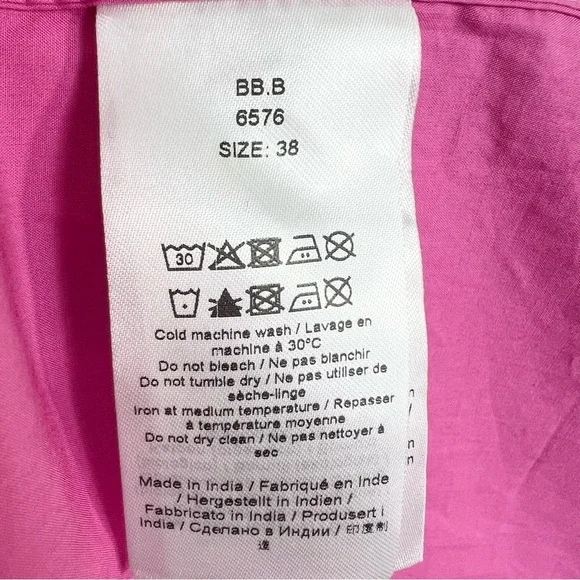 BB.B
6576
SIZE: 38
30
Cold machine wash / Lavage en
machine à 30°C
Do not bleach / Ne pas blanchir
Do not tumble dry / Ne pas utiliser de
sèche-linge
Iron at medium temperature / Repasser
à température moyenne
Do not dry clean / Ne pas nettoyer à
sec
Made in India / Fabriqué en Inde
/ Hergestellt in Indien /
Fabbricato in India / Produsert i
India / Сделано в Индии / 印度制
造